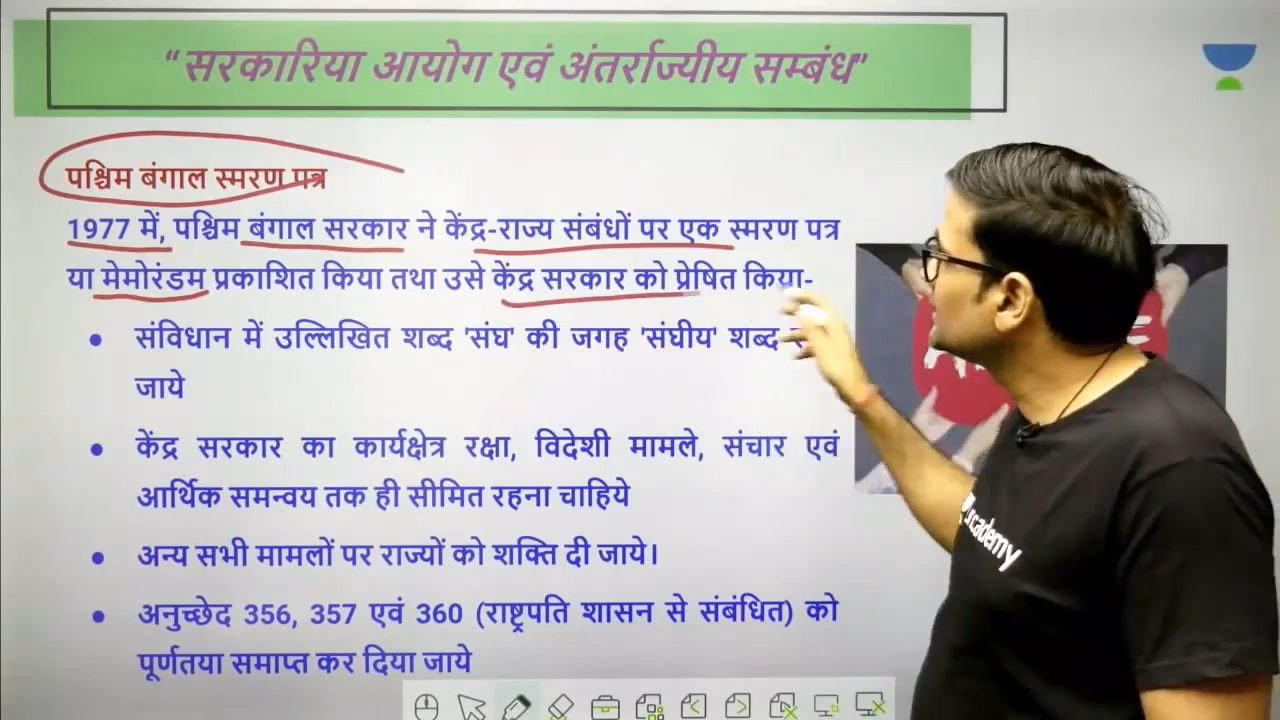 “सरकारिया आयोग एवं अंतर्राज्यीय सम्बंध”
पश्चिम बंगाल स्मरण पत्र
1977 में, पश्चिम बंगाल सरकार ने केंद्र-राज्य संबंधों पर एक स्मरण पत्र
या मेमोरंडम प्रकाशित किया तथा उसे केंद्र सरकार को प्रेषित किया-
• संविधान में उल्लिखित शब्द 'संघ' की जगह 'संघीय' शब्द
जाये
• केंद्र सरकार का कार्यक्षेत्र रक्षा, विदेशी मामले, संचार एवं
आर्थिक समन्वय तक ही सीमित रहना चाहिये
• अन्य सभी मामलों पर राज्यों को शक्ति दी जाये।
• अनुच्छेद 356, 357 एवं 360 (राष्ट्रपति शासन से संबंधित) को
पूर्णतया समाप्त कर दिया जाये
academy